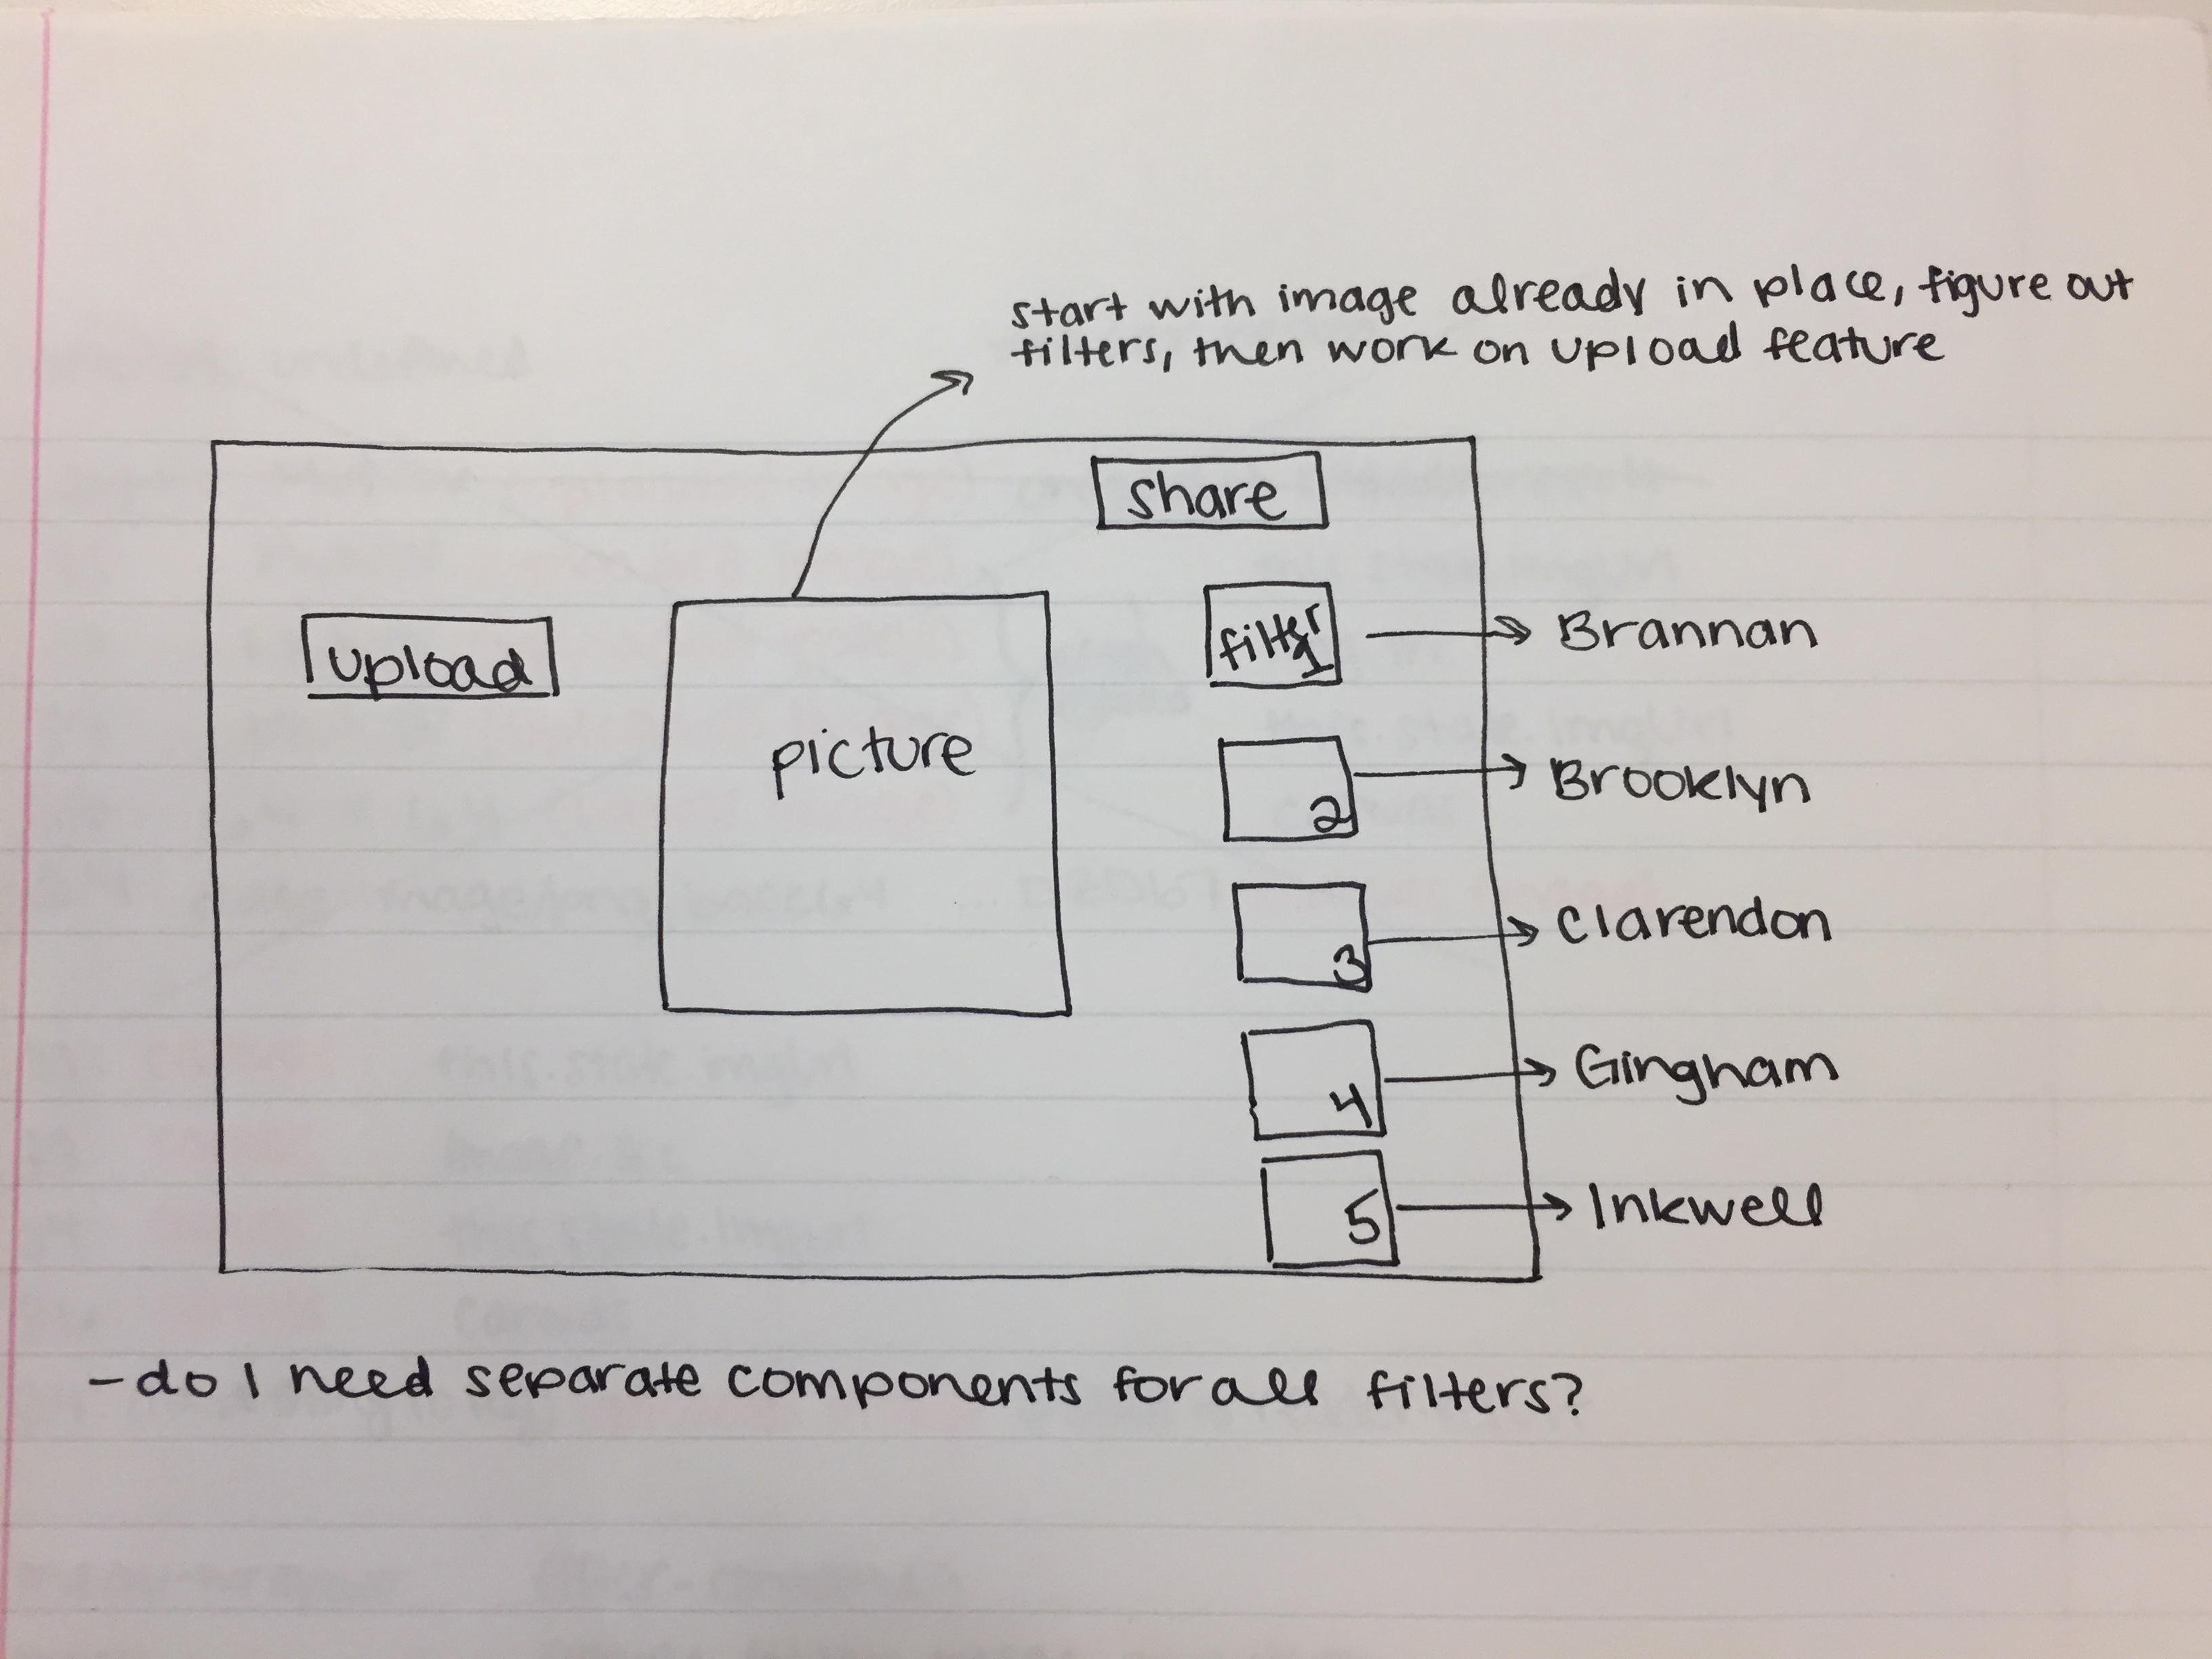 start with image already in place, figure out
filters, then work on upload feature
share
upload
picture
filter
1
Brannan
2
Brooklyn
3
Clarendon
4
Gingham
5
Inkwell
- do I need separate components for all filters?